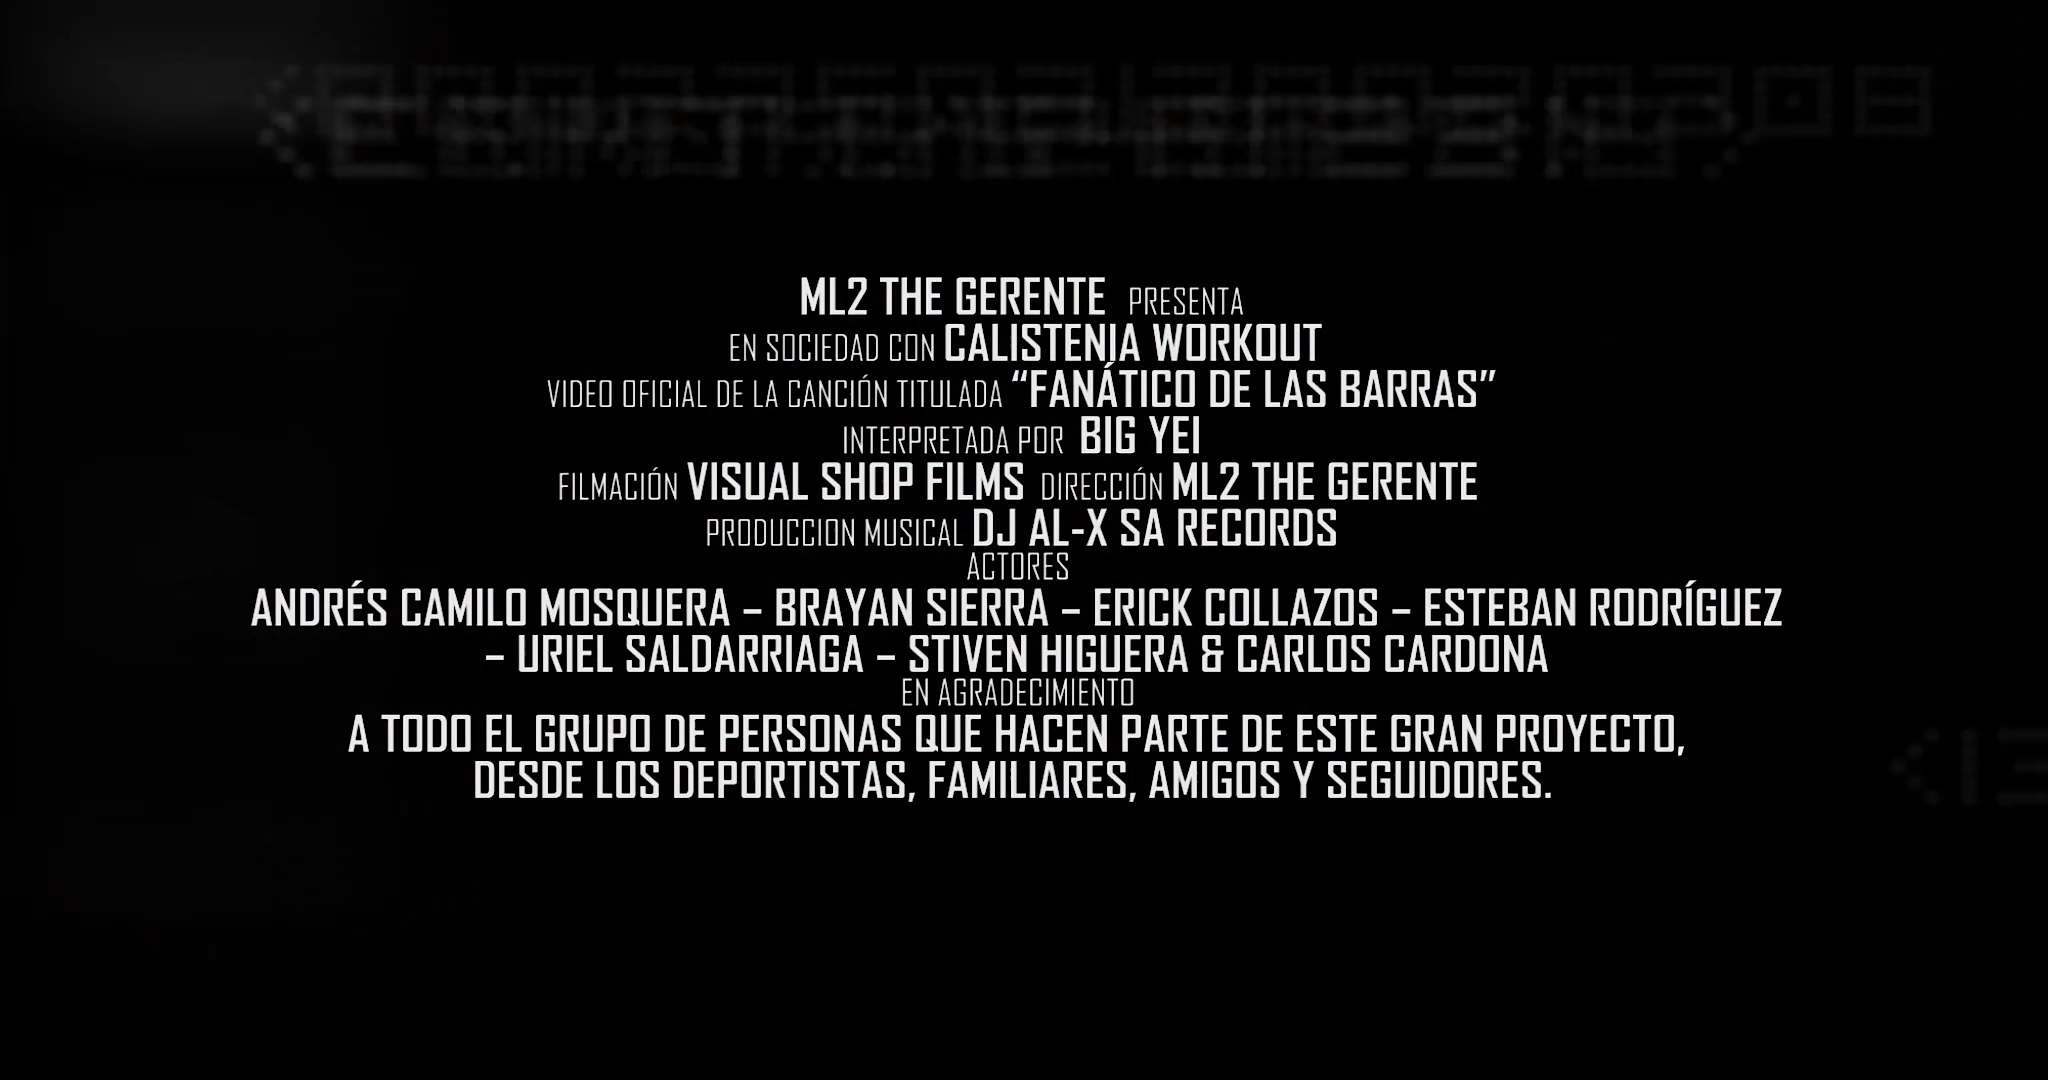 ML2 THE GERENTE PRESENTA
EN SOCIEDAD CON CALISTENIA WORKOUT
VIDEO OFICIAL DE LA CANCIÓN TITULADA “FANÁTICO DE LAS BARRAS”
INTERPRETADA POR BIG YEI
FILMACIÓN VISUAL SHOP FILMS DIRECCIÓN ML2 THE GERENTE
PRODUCCION MUSICAL DJ AL-X SA RECORDS
ACTORES
ANDRÉS CAMILO MOSQUERA – BRAYAN SIERRA – ERICK COLLAZOS – ESTEBAN RODRÍGUEZ
– URIEL SALDARRIAGA – STIVEN HIGUERA & CARLOS CARDONA
EN AGRADECIMIENTO
A TODO EL GRUPO DE PERSONAS QUE HACEN PARTE DE ESTE GRAN PROYECTO,
DESDE LOS DEPORTISTAS, FAMILIARES, AMIGOS Y SEGUIDORES.